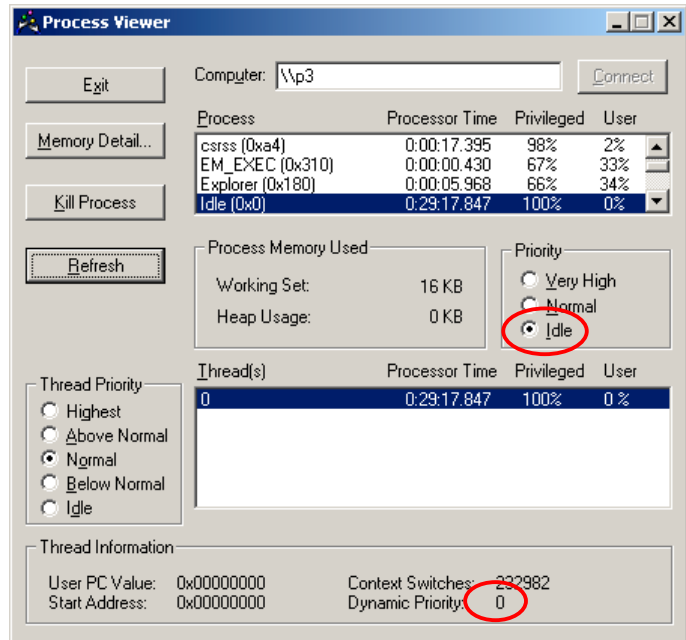 Process Viewer
Exit
Computer: \\p3
Connect
Memory Detail...
Process Processor Time Privileged User
csrss (0xa4) 0:00:17.395 98% 2%
EM_EXEC (0x310) 0:00:00.430 67% 33%
Explorer (0x180) 0:00:05.968 66% 34%
Idle (0x0) 0:29:17.847 100% 0%
Kill Process
Refresh
Process Memory Used
Working Set: 16 KB
Heap Usage: 0 KB
Priority
Very High
Normal
Idle
Thread(s) Processor Time Privileged User
0 0:29:17.847 100% 0 %
Thread Priority
Highest
Above Normal
Normal
Below Normal
Idle
Thread Information
User PC Value: 0x00000000 Context Switches: 232982
Start Address: 0x00000000 Dynamic Priority: 0